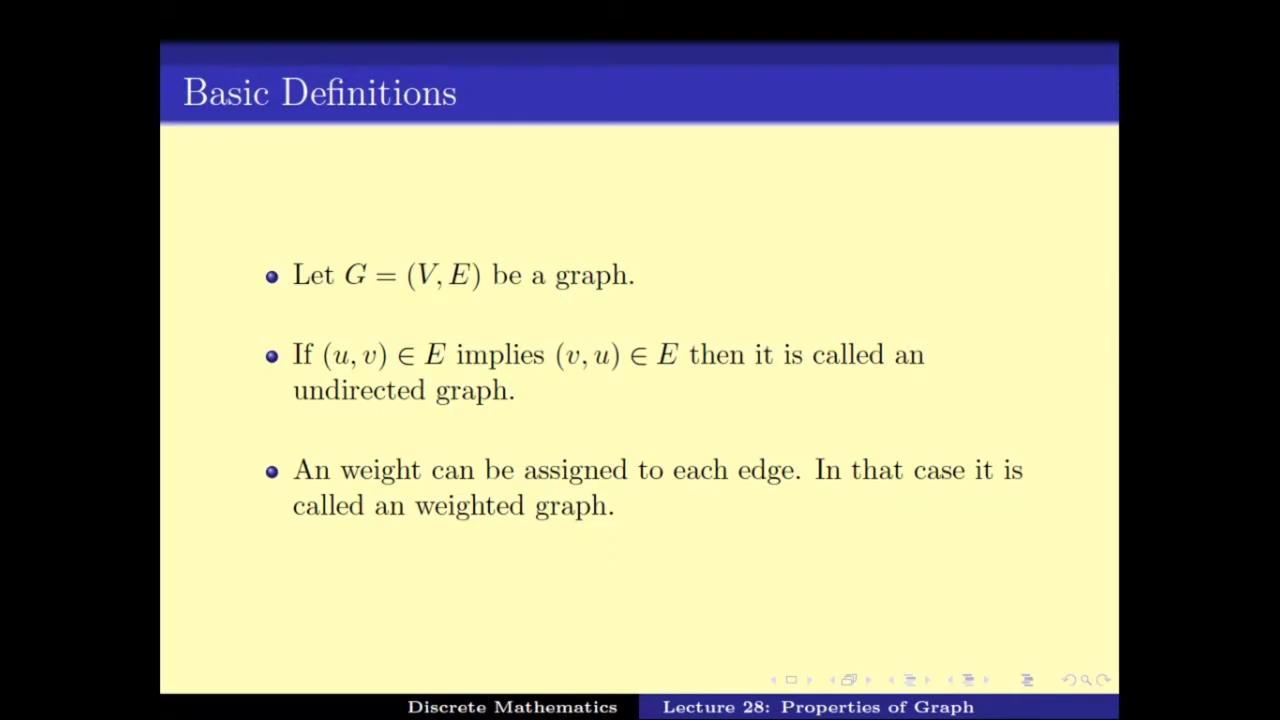 Basic Definitions
Let G = (V, E) be a graph.
If (u, v) ∈ E implies (v, u) ∈ E then it is called an
undirected graph.
An weight can be assigned to each edge. In that case it is
called an weighted graph.
Discrete Mathematics
Lecture 28: Properties of Graph